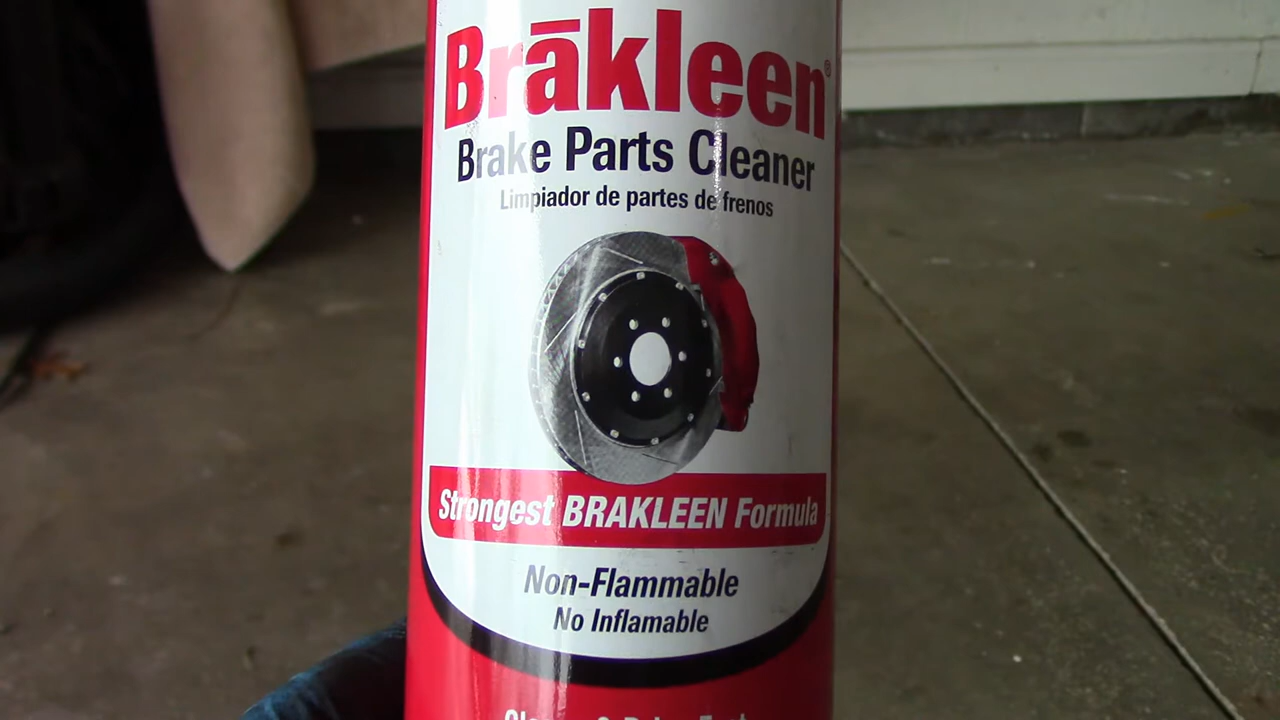 Brākleen®
Brake Parts Cleaner
Limpiador de partes de frenos
Strongest BRAKLEEN Formula
Non-Flammable
No Inflamable